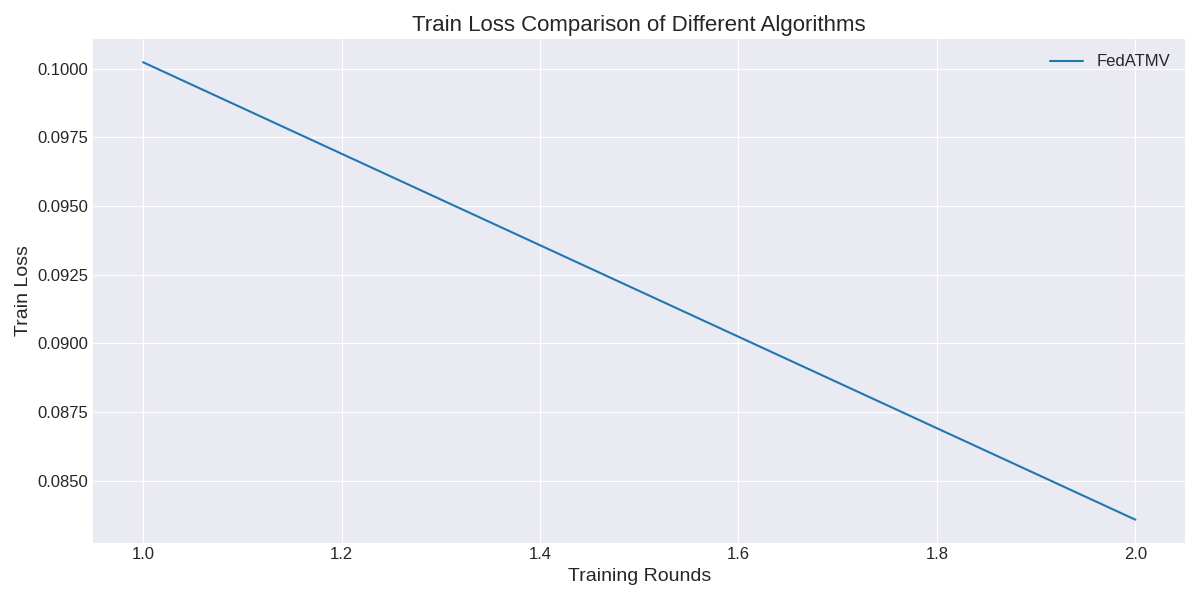 Train Loss Comparison of Different Algorithms
FedATMV
0.1000
0.0975
0.0950
0.0925
0.0900
0.0875
0.0850
Train Loss
1.0 1.2 1.4 1.6 1.8 2.0
Training Rounds